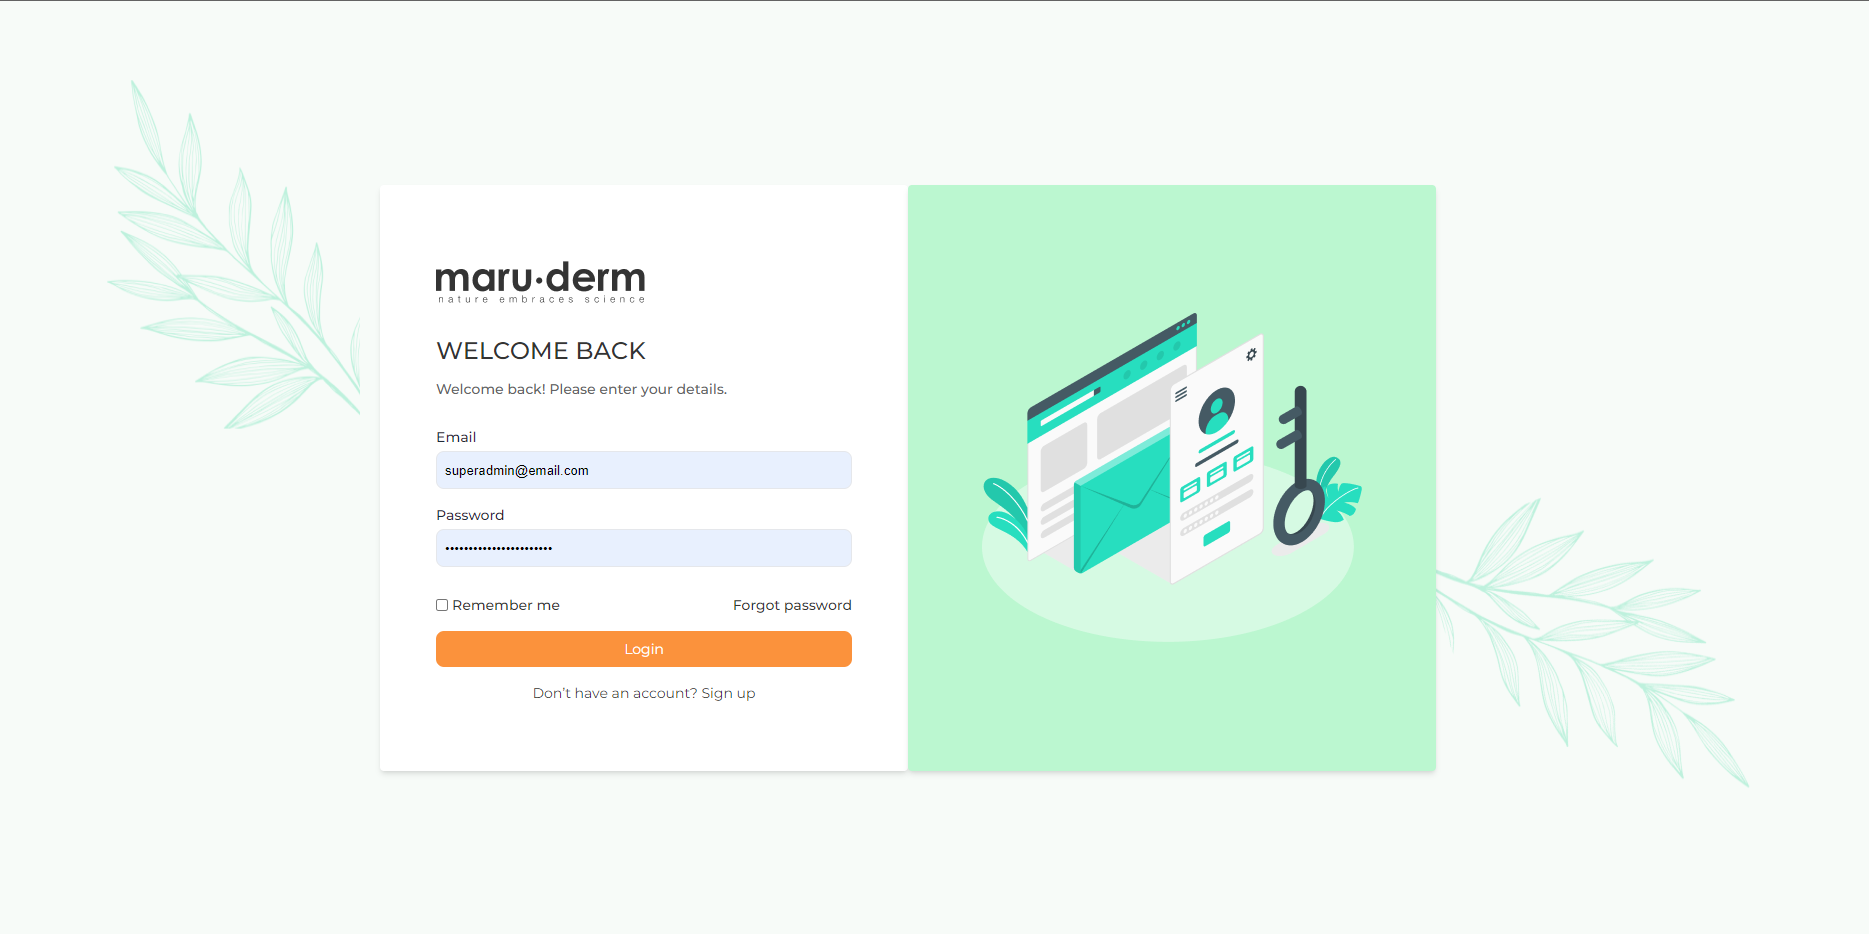 maru·derm
nature embraces science
WELCOME BACK
Welcome back! Please enter your details.
Email
superadmin@email.com
Password
•••••••••••••••••••••••
Remember me
Forgot password
Login
Don’t have an account? Sign up